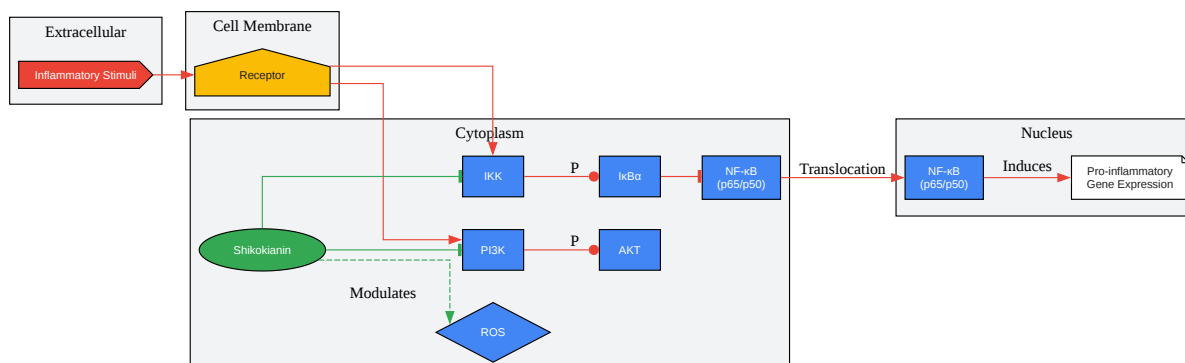 Extracellular
Inflammatory Stimuli
Cell Membrane
Receptor
Cytoplasm
IKK
P
IκBα
NF-κB
(p65/p50)
Translocation
Nucleus
NF-κB
(p65/p50)
Induces
Pro-inflammatory
Gene Expression
Shikokianin
PI3K
P
AKT
Modulates
ROS